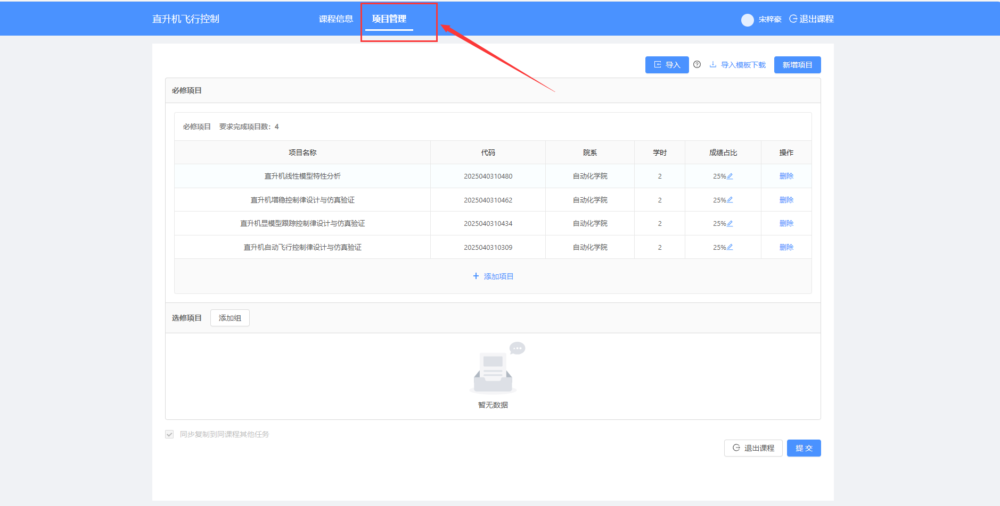 直升机飞行控制 课程信息 项目管理 宋梓豪 退出课程
导入 导入模板下载 新增项目
必修项目
必修项目 要求完成项目数：4
项目名称 代码 院系 学时 成绩占比 操作
直升机线性模型特性分析 2025040310480 自动化学院 2 25% 删除
直升机增稳控制律设计与仿真验证 2025040310462 自动化学院 2 25% 删除
直升机显模型跟踪控制律设计与仿真验证 2025040310434 自动化学院 2 25% 删除
直升机自动飞行控制律设计与仿真验证 2025040310309 自动化学院 2 25% 删除
+ 添加项目
选修项目 添加组
暂无数据
同步复制到同课程其他任务
退出课程 提 交